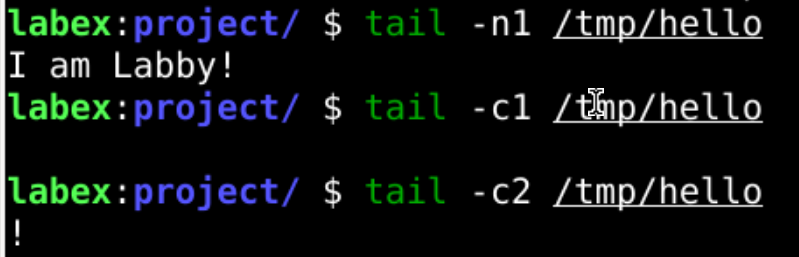 labex:project/ $ tail -n1 /tmp/hello
I am Labby!
labex:project/ $ tail -c1 /tmp/hello

labex:project/ $ tail -c2 /tmp/hello
!